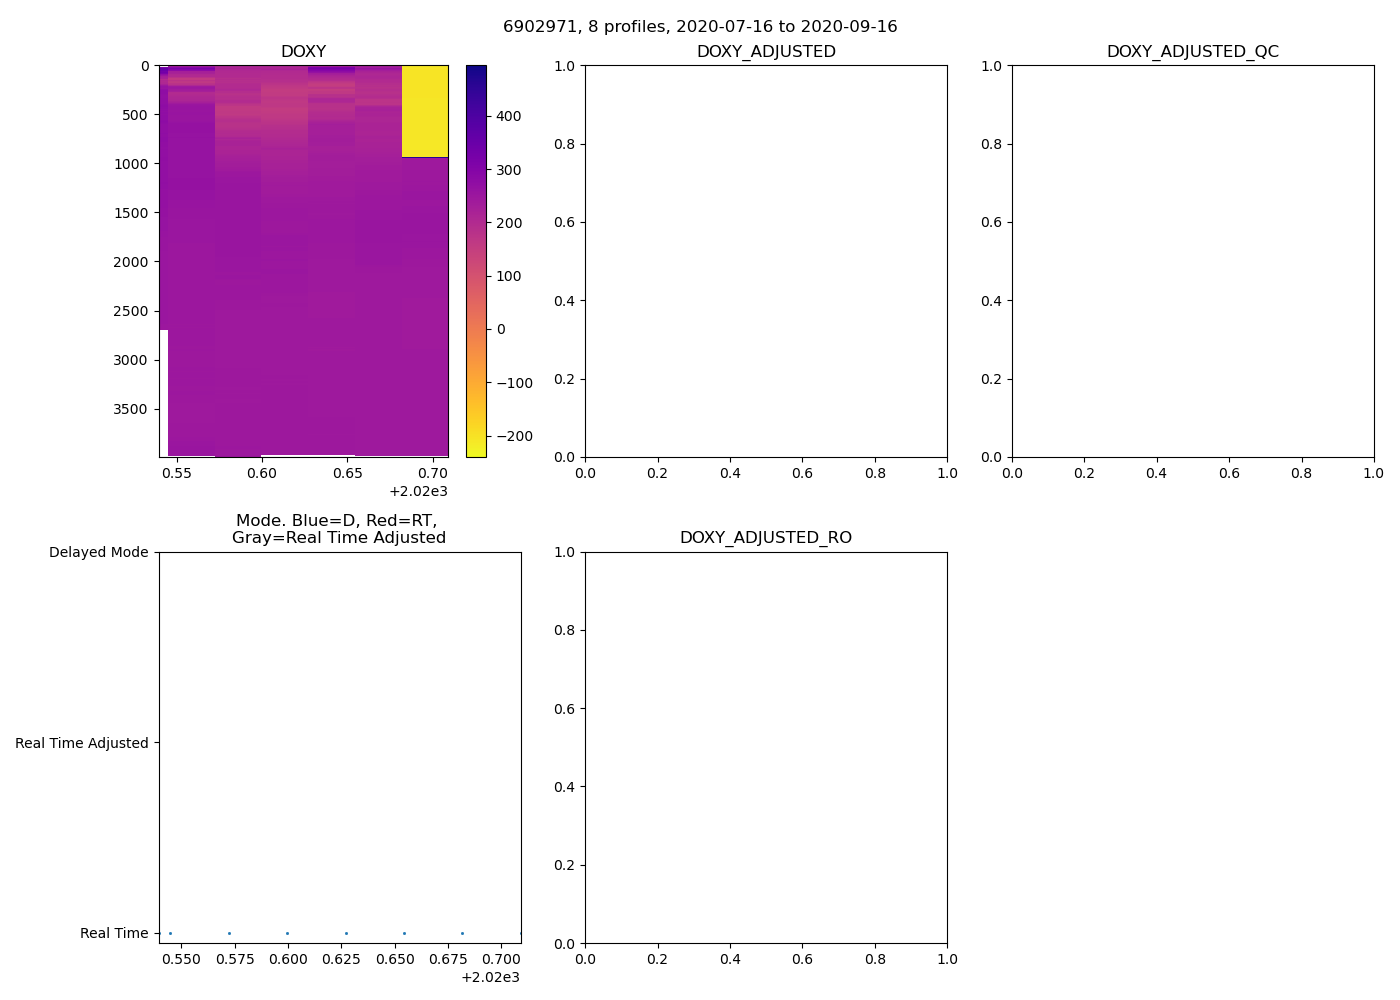 6902971, 8 profiles, 2020-07-16 to 2020-09-16
DOXY
0
500
1000
1500
2000
2500
3000
3500
0.55 0.60 0.65 0.70
+2.02e3
400
300
200
100
0
−100
−200
DOXY_ADJUSTED
1.0
0.8
0.6
0.4
0.2
0.0
0.0 0.2 0.4 0.6 0.8 1.0
DOXY_ADJUSTED_QC
1.0
0.8
0.6
0.4
0.2
0.0
0.0 0.2 0.4 0.6 0.8 1.0
Mode. Blue=D, Red=RT,
Gray=Real Time Adjusted
Delayed Mode
Real Time Adjusted
Real Time
0.550 0.575 0.600 0.625 0.650 0.675 0.700
+2.02e3
DOXY_ADJUSTED_RO
1.0
0.8
0.6
0.4
0.2
0.0
0.0 0.2 0.4 0.6 0.8 1.0